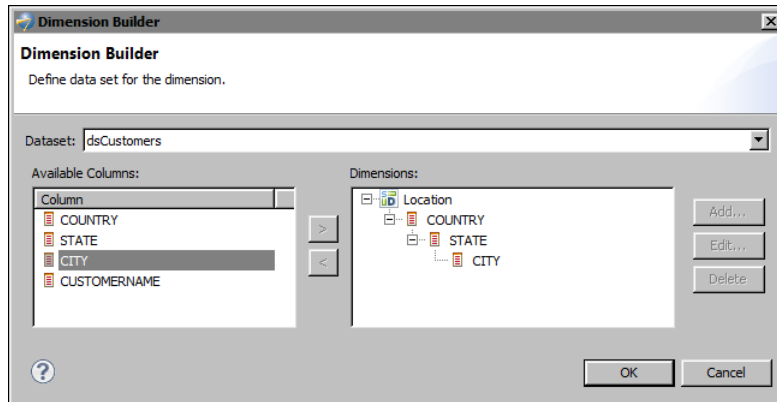 Dimension Builder
Dimension Builder
Define data set for the dimension.
Dataset: dsCustomers
Available Columns:
Column
COUNTRY
STATE
CITY
CUSTOMERNAME
>
<
Dimensions:
Location
COUNTRY
STATE
CITY
Add...
Edit...
Delete
?
OK
Cancel